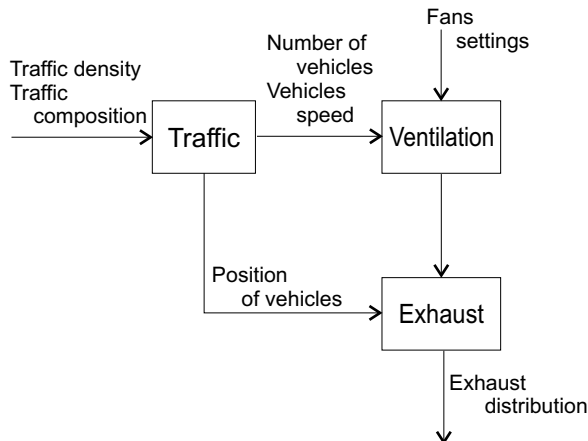 Fans
settings
Number of
vehicles
Vehicles
speed
Traffic density
Traffic
composition
Traffic
Ventilation
Position
of vehicles
Exhaust
Exhaust
distribution